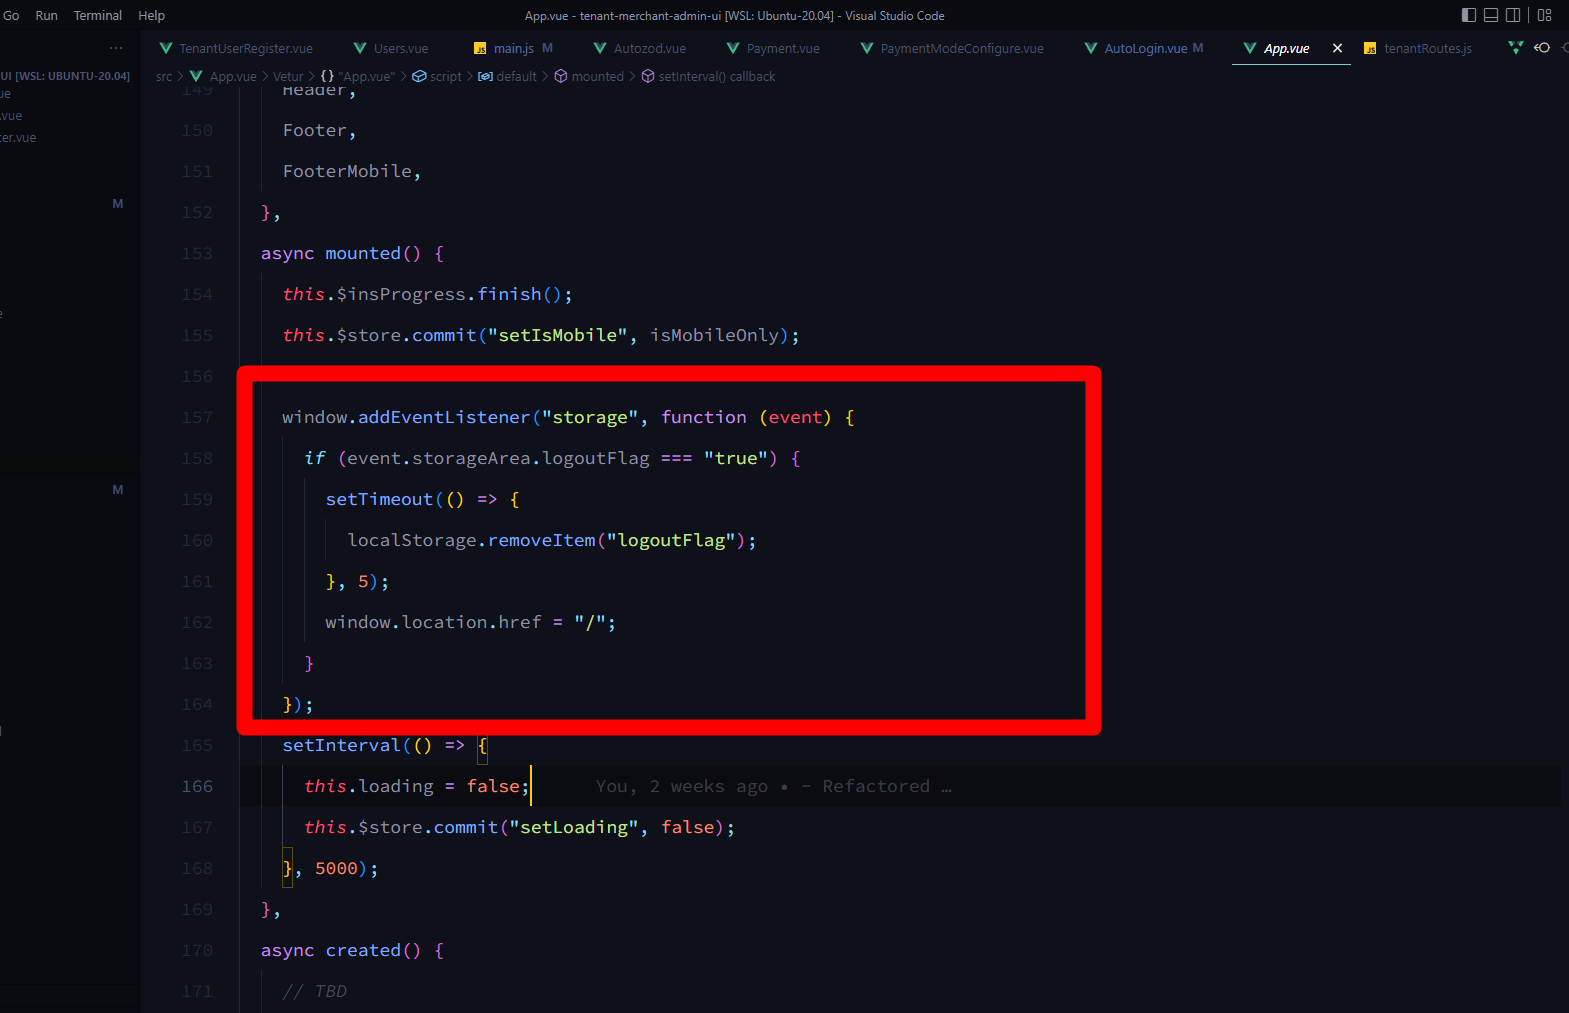 Go Run Terminal Help App.vue - tenant-merchant-admin-ui [WSL: Ubuntu-20.04] - Visual Studio Code
TenantUserRegister.vue Users.vue JS main.js M Autozod.vue Payment.vue PaymentModeConfigure.vue AutoLogin.vue M App.vue JS tenantRoutes.js
UI [WSL: UBUNTU-20.04]
src > App.vue > Vetur > {} "App.vue" > script > default > mounted > setInterval() callback
ue
.vue
ter.vue
M
M
149 Header,
150 Footer,
151 FooterMobile,
152 },
153 async mounted() {
154 this.$insProgress.finish();
155 this.$store.commit("setIsMobile", isMobileOnly);
156
157 window.addEventListener("storage", function (event) {
158 if (event.storageArea.logoutFlag === "true") {
159 setTimeout(() => {
160 localStorage.removeItem("logoutFlag");
161 }, 5);
162 window.location.href = "/";
163 }
164 });
165 setInterval(() => {
166 this.loading = false; You, 2 weeks ago • - Refactored …
167 this.$store.commit("setLoading", false);
168 }, 5000);
169 },
170 async created() {
171 // TBD